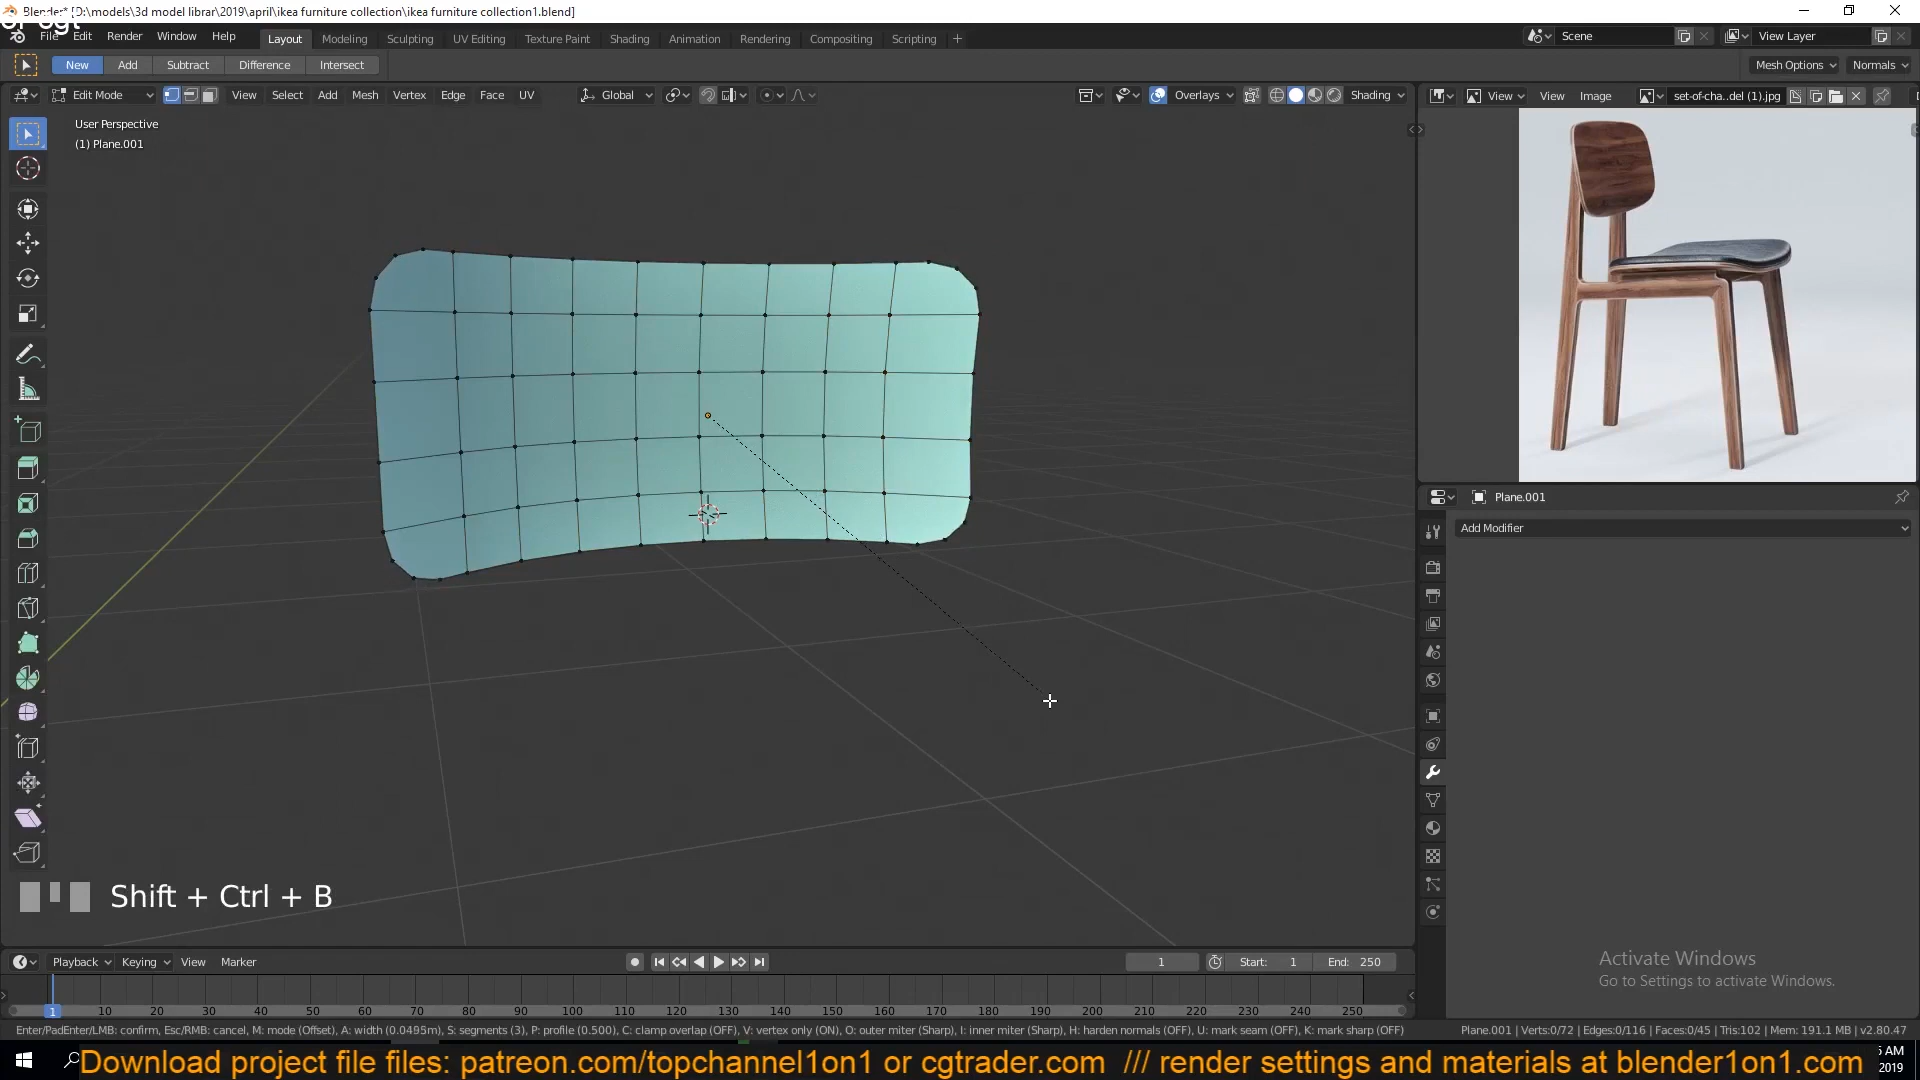 Blender* [D:\models\3d model librar\2019\april\ikea furniture collection\ikea furniture collection1.blend]
or cgt
File Edit Render Window Help Layout Modeling Sculpting UV Editing Texture Paint Shading Animation Rendering Compositing Scripting + Scene View Layer
New Add Subtract Difference Intersect Mesh Options Normals
Edit Mode View Select Add Mesh Vertex Edge Face UV Global Overlays Shading View View Image set-of-cha..del (1).jpg
User Perspective
(1) Plane.001
Plane.001
Add Modifier
Shift + Ctrl + B
Playback Keying View Marker 1 Start: 1 End: 250
1 10 20 30 40 50 60 70 80 90 100 110 120 130 140 150 160 170 180 190 200 210 220 230 240 250
Activate Windows
Go to Settings to activate Windows.
Enter/PadEnter/LMB: confirm, Esc/RMB: cancel, M: mode (Offset), A: width (0.0495m), S: segments (3), P: profile (0.500), C: clamp overlap (OFF), V: vertex only (ON), O: outer miter (Sharp), I: inner miter (Sharp), H: harden normals (OFF), U: mark seam (OFF), K: mark sharp (OFF) Plane.001 | Verts:0/72 | Edges:0/116 | Faces:0/45 | Tris:102 | Mem: 191.1 MB | v2.80.47
Download project file files: patreon.com/topchannel1on1 or cgtrader.com /// render settings and materials at blender1on1.com
AM
2019